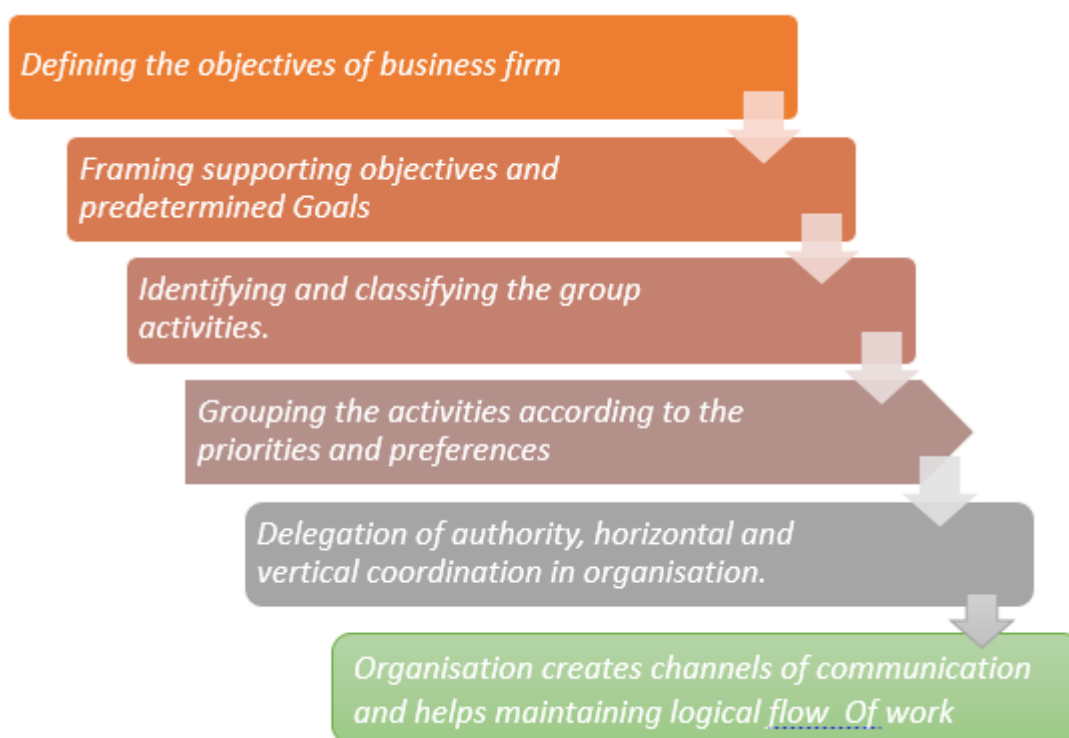 Defining the objectives of business firm
Framing supporting objectives and
predetermined Goals
Identifying and classifying the group
activities.
Grouping the activities according to the
priorities and preferences
Delegation of authority, horizontal and
vertical coordination in organisation.
Organisation creates channels of communication
and helps maintaining logical flow  Of work